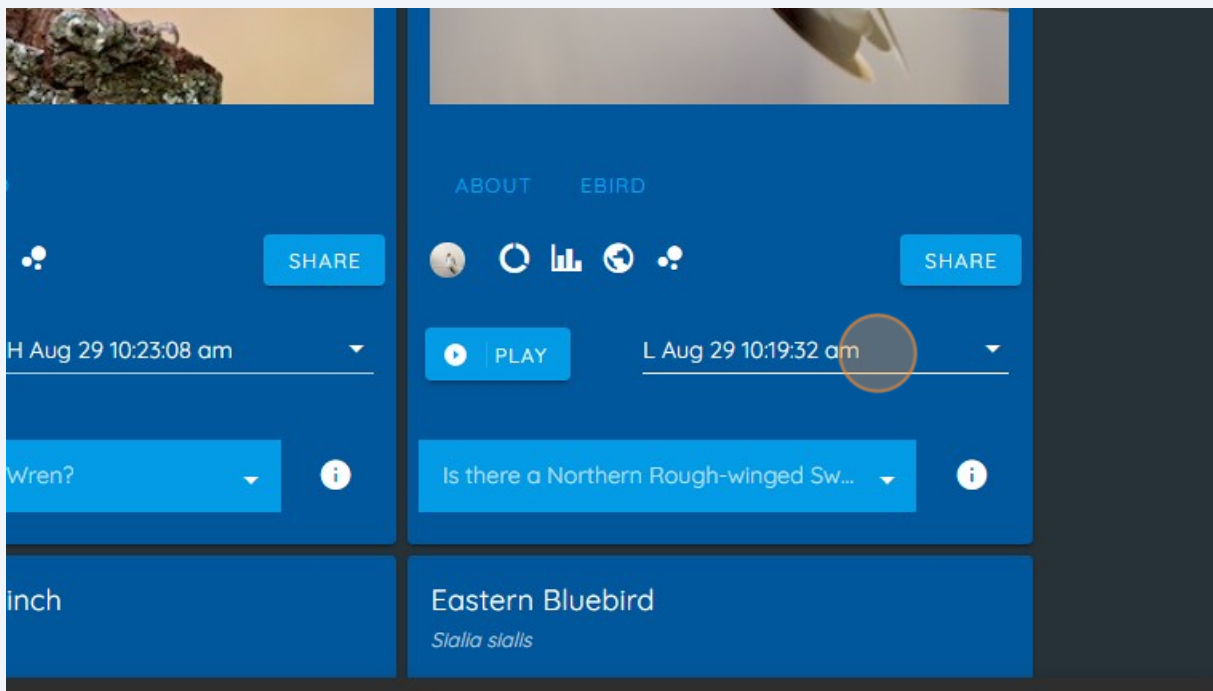 ABOUT EBIRD
SHARE
SHARE
H Aug 29 10:23:08 am
PLAY
L Aug 29 10:19:32 am
Wren?
Is there a Northern Rough-winged Sw...
inch
Eastern Bluebird
Sialia sialis